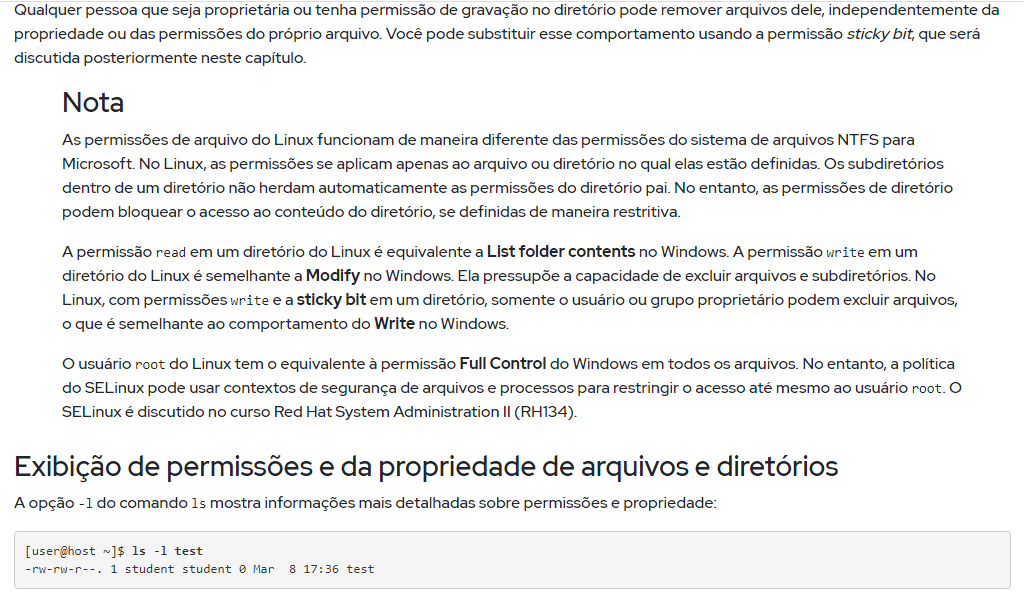 Qualquer pessoa que seja proprietária ou tenha permissão de gravação no diretório pode remover arquivos dele, independentemente da
propriedade ou das permissões do próprio arquivo. Você pode substituir esse comportamento usando a permissão sticky bit, que será
discutida posteriormente neste capítulo.
Nota
As permissões de arquivo do Linux funcionam de maneira diferente das permissões do sistema de arquivos NTFS para
Microsoft. No Linux, as permissões se aplicam apenas ao arquivo ou diretório no qual elas estão definidas. Os subdiretórios
dentro de um diretório não herdam automaticamente as permissões do diretório pai. No entanto, as permissões de diretório
podem bloquear o acesso ao conteúdo do diretório, se definidas de maneira restritiva.
A permissão read em um diretório do Linux é equivalente a List folder contents no Windows. A permissão write em um
diretório do Linux é semelhante a Modify no Windows. Ela pressupõe a capacidade de excluir arquivos e subdiretórios. No
Linux, com permissões write e a sticky bit em um diretório, somente o usuário ou grupo proprietário podem excluir arquivos,
o que é semelhante ao comportamento do Write no Windows.
O usuário root do Linux tem o equivalente à permissão Full Control do Windows em todos os arquivos. No entanto, a política
do SELinux pode usar contextos de segurança de arquivos e processos para restringir o acesso até mesmo ao usuário root. O
SELinux é discutido no curso Red Hat System Administration II (RH134).
Exibição de permissões e da propriedade de arquivos e diretórios
A opção -l do comando ls mostra informações mais detalhadas sobre permissões e propriedade:
[user@host ~]$ ls -l test
-rw-rw-r--. 1 student student 0 Mar  8 17:36 test